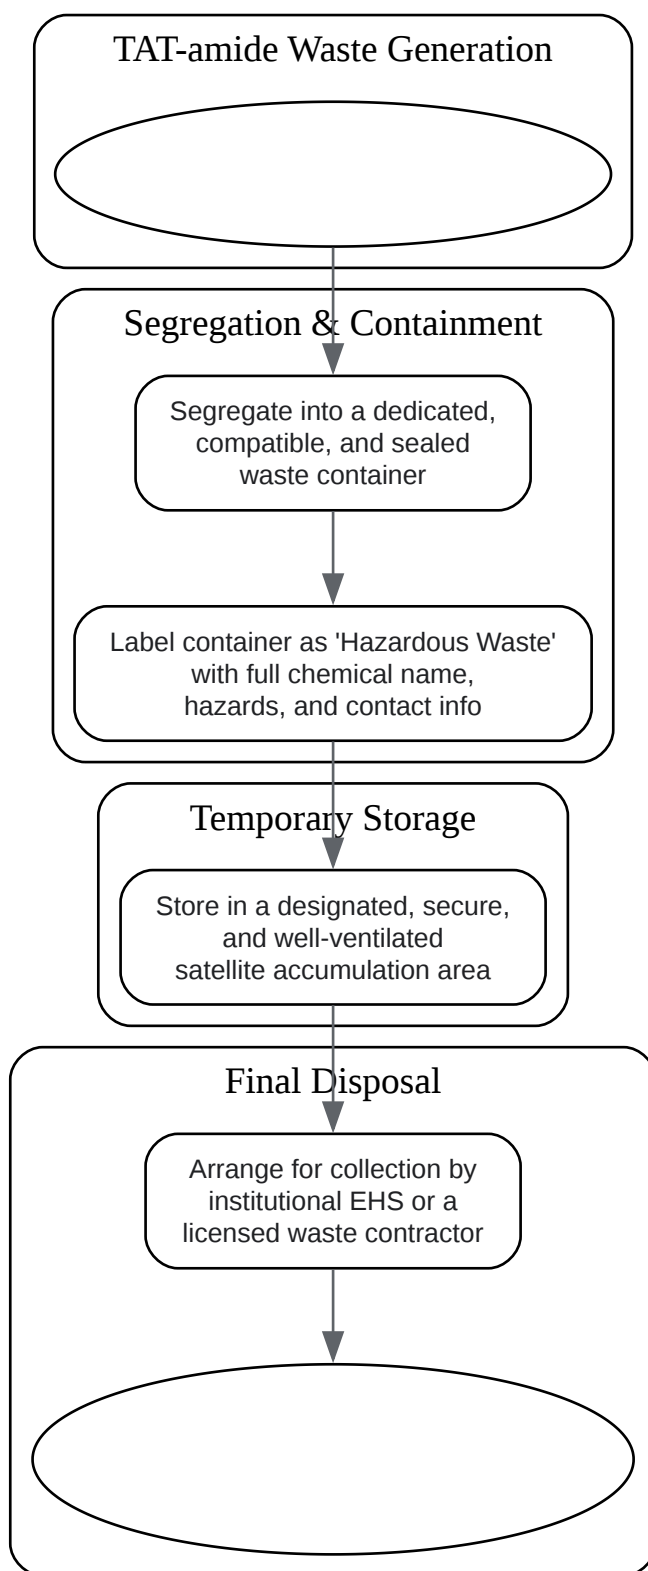 TAT-amide Waste Generation
Segregation & Containment
Segregate into a dedicated,
compatible, and sealed
waste container
Label container as 'Hazardous Waste'
with full chemical name,
hazards, and contact info
Temporary Storage
Store in a designated, secure,
and well-ventilated
satellite accumulation area
Final Disposal
Arrange for collection by
institutional EHS or a
licensed waste contractor